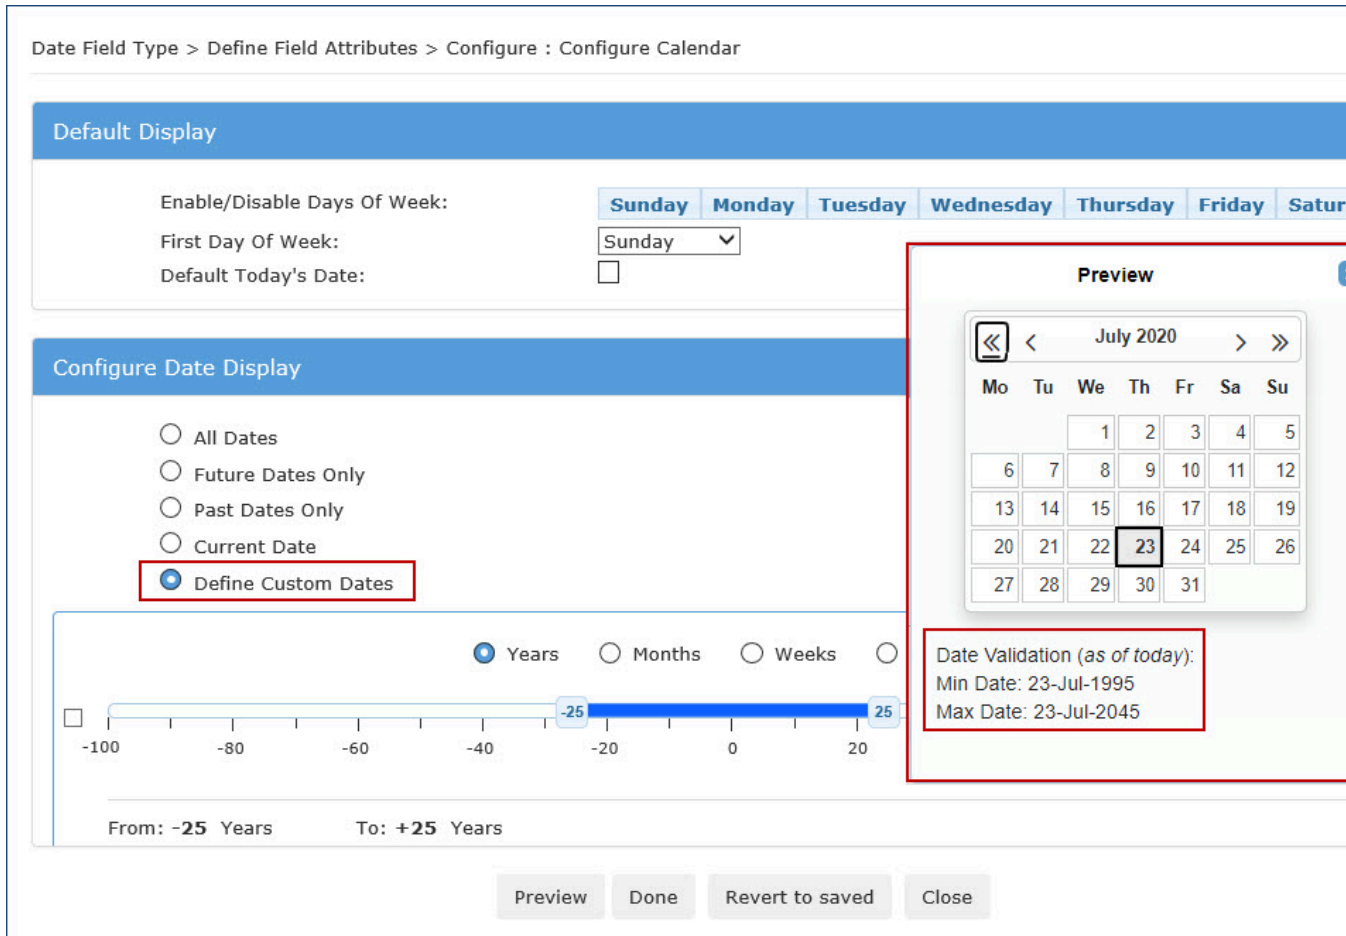 Date Field Type > Define Field Attributes > Configure : Configure Calendar
Default Display
Enable/Disable Days Of Week:
Sunday Monday Tuesday Wednesday Thursday Friday Satur
First Day Of Week:
Sunday
Default Today's Date:
Preview
« ‹ July 2020 › »
Mo Tu We Th Fr Sa Su
1 2 3 4 5
6 7 8 9 10 11 12
13 14 15 16 17 18 19
20 21 22 23 24 25 26
27 28 29 30 31
Date Validation (as of today):
Min Date: 23-Jul-1995
Max Date: 23-Jul-2045
Configure Date Display
All Dates
Future Dates Only
Past Dates Only
Current Date
Define Custom Dates
Years Months Weeks
-25 25
-100 -80 -60 -40 -20 0 20
From: -25 Years To: +25 Years
Preview Done Revert to saved Close